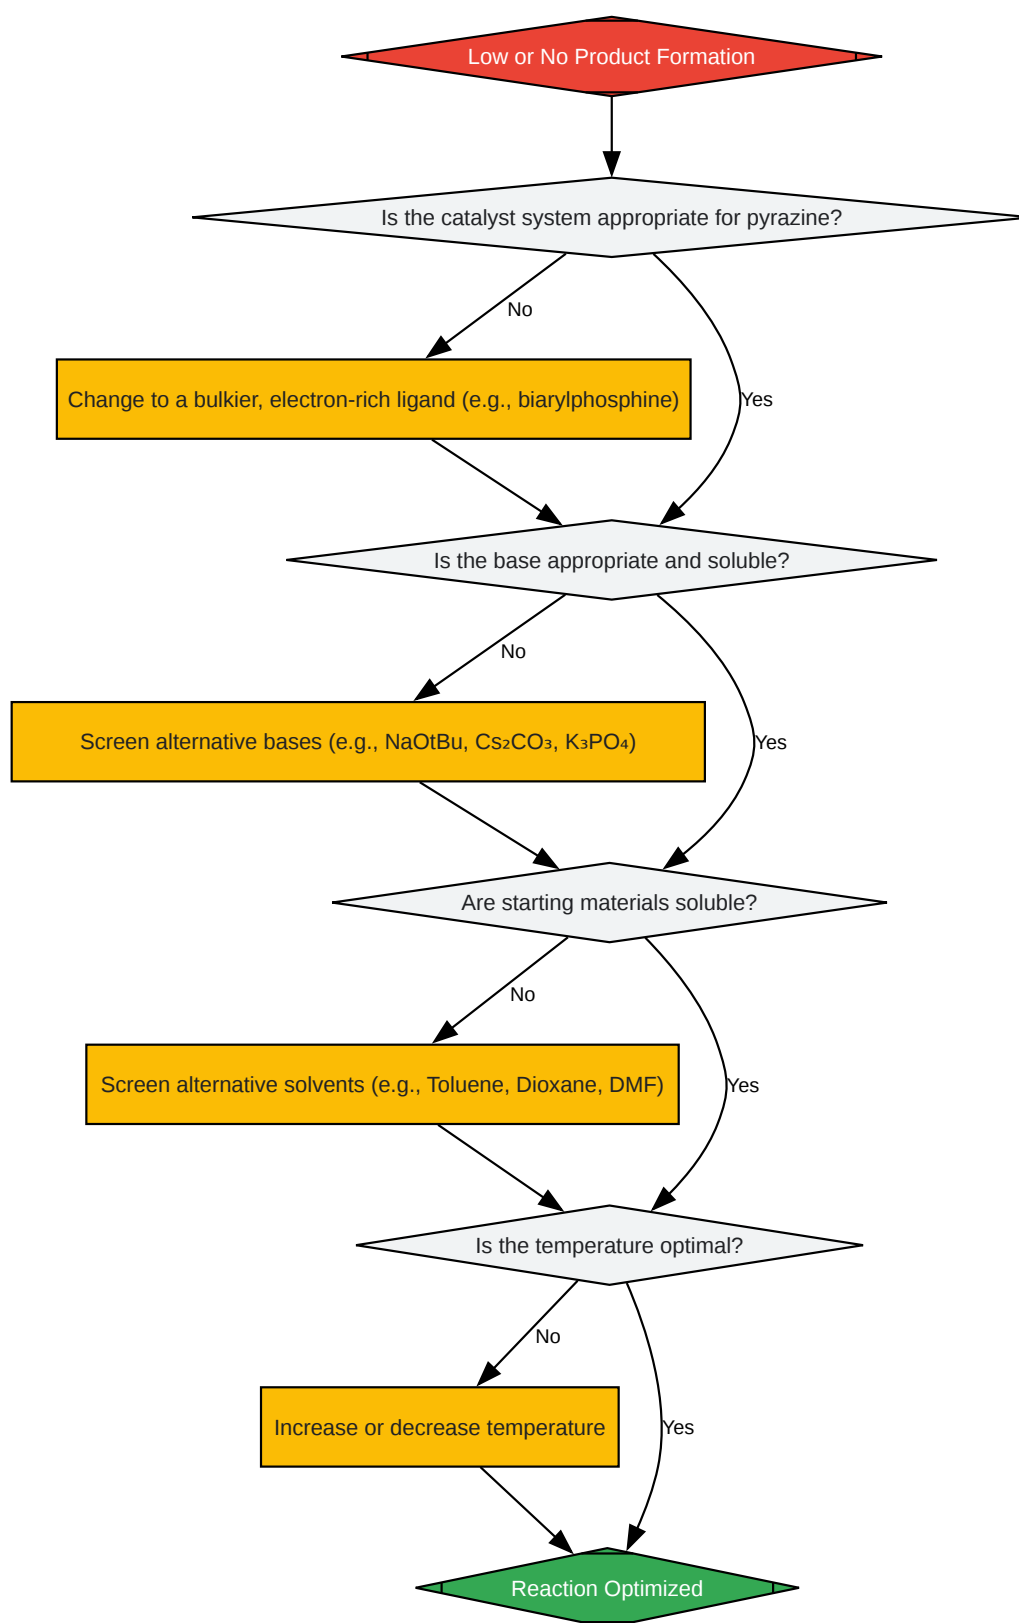 Low or No Product Formation
Is the catalyst system appropriate for pyrazine?
No
Change to a bulkier, electron-rich ligand (e.g., biarylphosphine)
Yes
Is the base appropriate and soluble?
No
Screen alternative bases (e.g., NaOtBu, Cs₂CO₃, K₃PO₄)
Yes
Are starting materials soluble?
No
Screen alternative solvents (e.g., Toluene, Dioxane, DMF)
Yes
Is the temperature optimal?
No
Increase or decrease temperature
Yes
Reaction Optimized